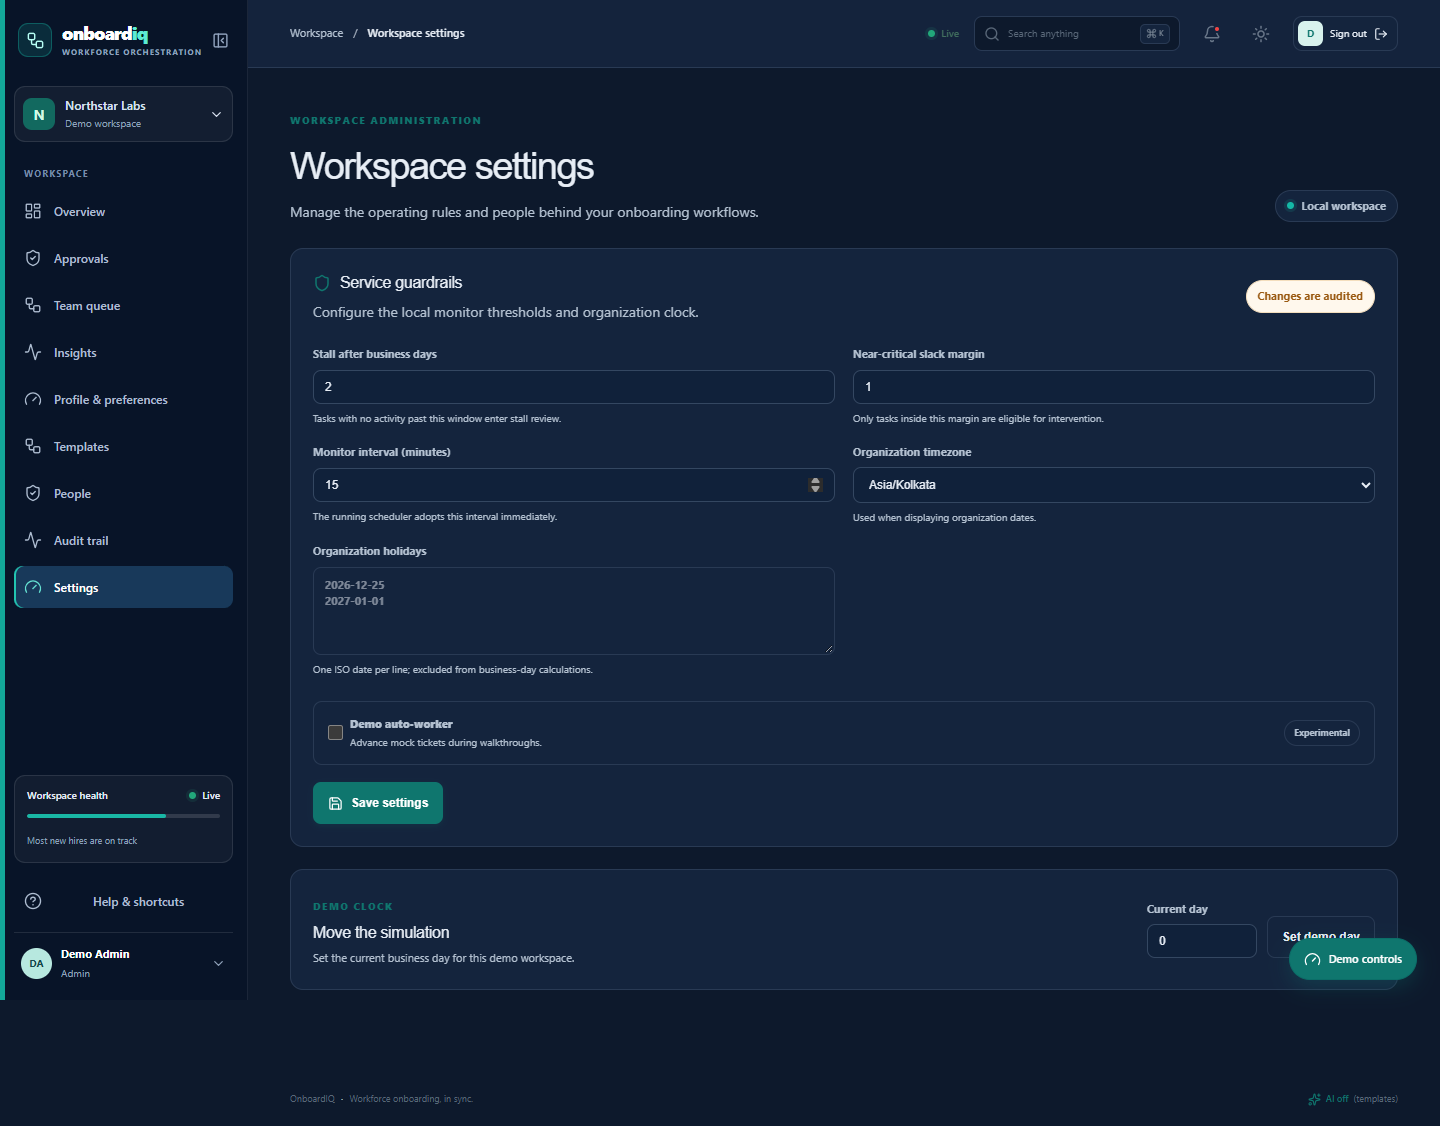 onboardiq
WORKFORCE ORCHESTRATION
N
Northstar Labs
Demo workspace
WORKSPACE
Overview
Approvals
Team queue
Insights
Profile & preferences
Templates
People
Audit trail
Settings
Workspace health
Live
Most new hires are on track
Help & shortcuts
DA
Demo Admin
Admin
Workspace / Workspace settings
Live
Search anything
⌘ K
D
Sign out
WORKSPACE ADMINISTRATION
Workspace settings
Manage the operating rules and people behind your onboarding workflows.
Local workspace
Service guardrails
Configure the local monitor thresholds and organization clock.
Changes are audited
Stall after business days
2
Tasks with no activity past this window enter stall review.
Near-critical slack margin
1
Only tasks inside this margin are eligible for intervention.
Monitor interval (minutes)
15
The running scheduler adopts this interval immediately.
Organization timezone
Asia/Kolkata
Used when displaying organization dates.
Organization holidays
2026-12-25
2027-01-01
One ISO date per line; excluded from business-day calculations.
Demo auto-worker
Advance mock tickets during walkthroughs.
Experimental
Save settings
DEMO CLOCK
Move the simulation
Set the current business day for this demo workspace.
Current day
0
Set demo day
Demo controls
OnboardIQ - Workforce onboarding, in sync.
AI off (templates)